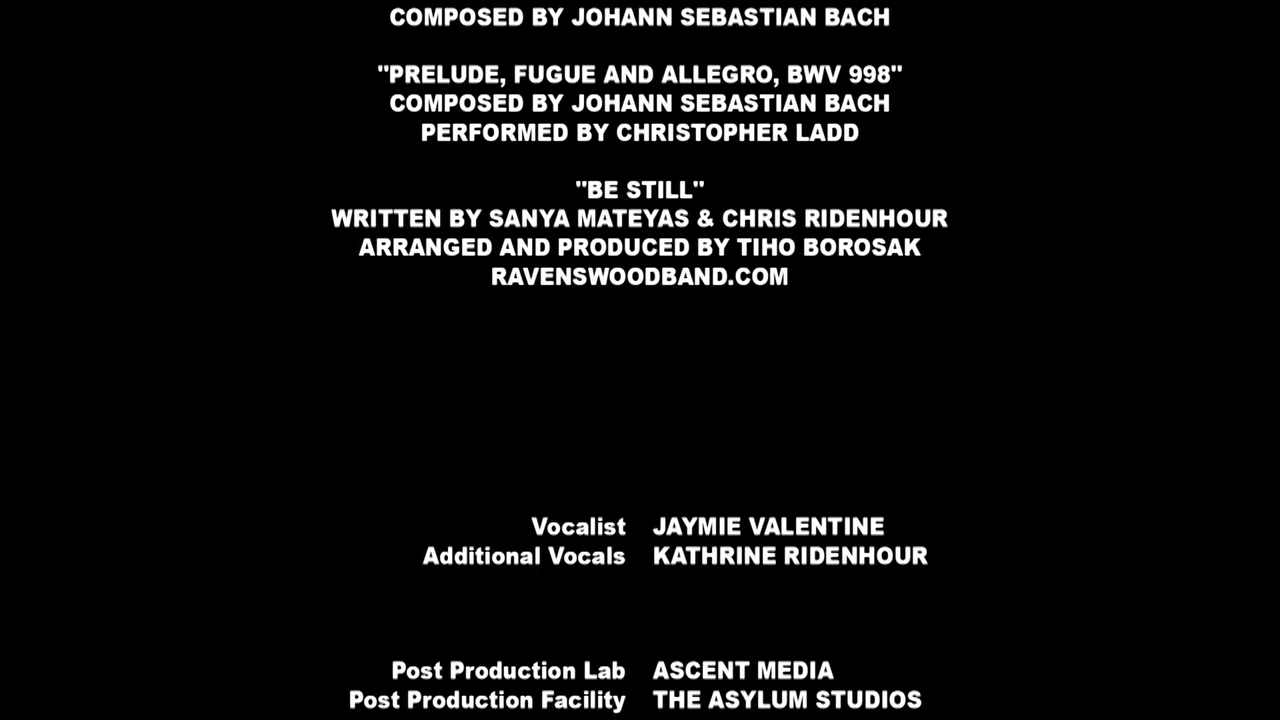 COMPOSED BY JOHANN SEBASTIAN BACH
"PRELUDE, FUGUE AND ALLEGRO, BWV 998"
COMPOSED BY JOHANN SEBASTIAN BACH
PERFORMED BY CHRISTOPHER LADD
"BE STILL"
WRITTEN BY SANYA MATEYAS & CHRIS RIDENHOUR
ARRANGED AND PRODUCED BY TIHO BOROSAK
RAVENSWOODBAND.COM
Vocalist JAYMIE VALENTINE
Additional Vocals KATHRINE RIDENHOUR
Post Production Lab ASCENT MEDIA
Post Production Facility THE ASYLUM STUDIOS